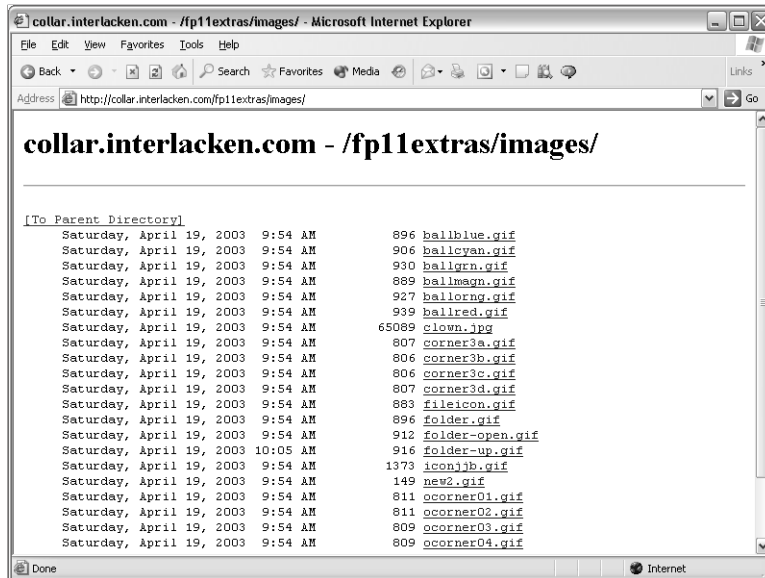 collar.interlacken.com - /fp11extras/images/ - Microsoft Internet Explorer
File Edit View Favorites Tools Help
Back Search Favorites Media Links
Address http://collar.interlacken.com/fp11extras/images/ Go
collar.interlacken.com - /fp11extras/images/
[To Parent Directory]
Saturday, April 19, 2003 9:54 AM 896 ballblue.gif
Saturday, April 19, 2003 9:54 AM 906 ballcyan.gif
Saturday, April 19, 2003 9:54 AM 930 ballgrn.gif
Saturday, April 19, 2003 9:54 AM 889 ballmagn.gif
Saturday, April 19, 2003 9:54 AM 927 ballorng.gif
Saturday, April 19, 2003 9:54 AM 939 ballred.gif
Saturday, April 19, 2003 9:54 AM 65089 clown.jpg
Saturday, April 19, 2003 9:54 AM 807 corner3a.gif
Saturday, April 19, 2003 9:54 AM 806 corner3b.gif
Saturday, April 19, 2003 9:54 AM 806 corner3c.gif
Saturday, April 19, 2003 9:54 AM 807 corner3d.gif
Saturday, April 19, 2003 9:54 AM 883 fileicon.gif
Saturday, April 19, 2003 9:54 AM 896 folder.gif
Saturday, April 19, 2003 9:54 AM 912 folder-open.gif
Saturday, April 19, 2003 10:05 AM 916 folder-up.gif
Saturday, April 19, 2003 9:54 AM 1373 iconjjb.gif
Saturday, April 19, 2003 9:54 AM 149 new2.gif
Saturday, April 19, 2003 9:54 AM 811 ocorner01.gif
Saturday, April 19, 2003 9:54 AM 811 ocorner02.gif
Saturday, April 19, 2003 9:54 AM 809 ocorner03.gif
Saturday, April 19, 2003 9:54 AM 809 ocorner04.gif
Done Internet